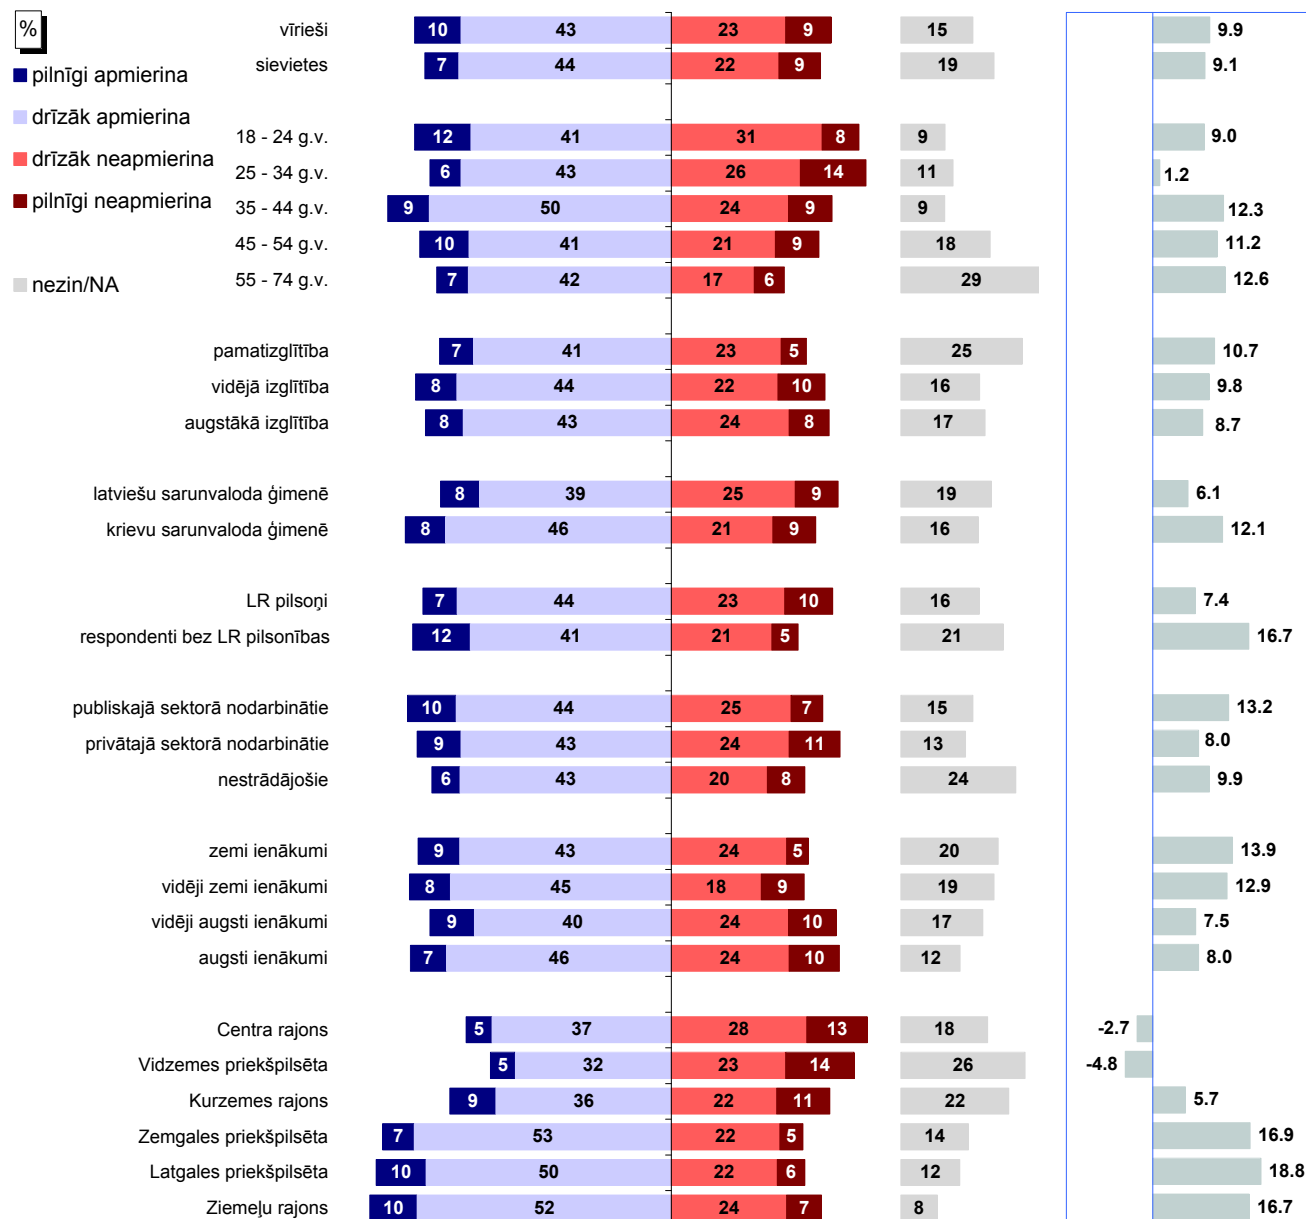 %
pilnīgi apmierina
drīzāk apmierina
drīzāk neapmierina
pilnīgi neapmierina
nezin/NA
vīrieši 10 43 23 9 15 9.9
sievietes 7 44 22 9 19 9.1
18 - 24 g.v. 12 41 31 8 9 9.0
25 - 34 g.v. 6 43 26 14 11 1.2
35 - 44 g.v. 9 50 24 9 9 12.3
45 - 54 g.v. 10 41 21 9 18 11.2
55 - 74 g.v. 7 42 17 6 29 12.6
pamatizglītība 7 41 23 5 25 10.7
vidējā izglītība 8 44 22 10 16 9.8
augstākā izglītība 8 43 24 8 17 8.7
latviešu sarunvaloda ģimenē 8 39 25 9 19 6.1
krievu sarunvaloda ģimenē 8 46 21 9 16 12.1
LR pilsoņi 7 44 23 10 16 7.4
respondenti bez LR pilsonības 12 41 21 5 21 16.7
publiskajā sektorā nodarbinātie 10 44 25 7 15 13.2
privātajā sektorā nodarbinātie 9 43 24 11 13 8.0
nestrādājošie 6 43 20 8 24 9.9
zemi ienākumi 9 43 24 5 20 13.9
vidēji zemi ienākumi 8 45 18 9 19 12.9
vidēji augsti ienākumi 9 40 24 10 17 7.5
augsti ienākumi 7 46 24 10 12 8.0
Centra rajons 5 37 28 13 18 -2.7
Vidzemes priekšpilsēta 5 32 23 14 26 -4.8
Kurzemes rajons 9 36 22 11 22 5.7
Zemgales priekšpilsēta 7 53 22 5 14 16.9
Latgales priekšpilsēta 10 50 22 6 12 18.8
Ziemeļu rajons 10 52 24 7 8 16.7